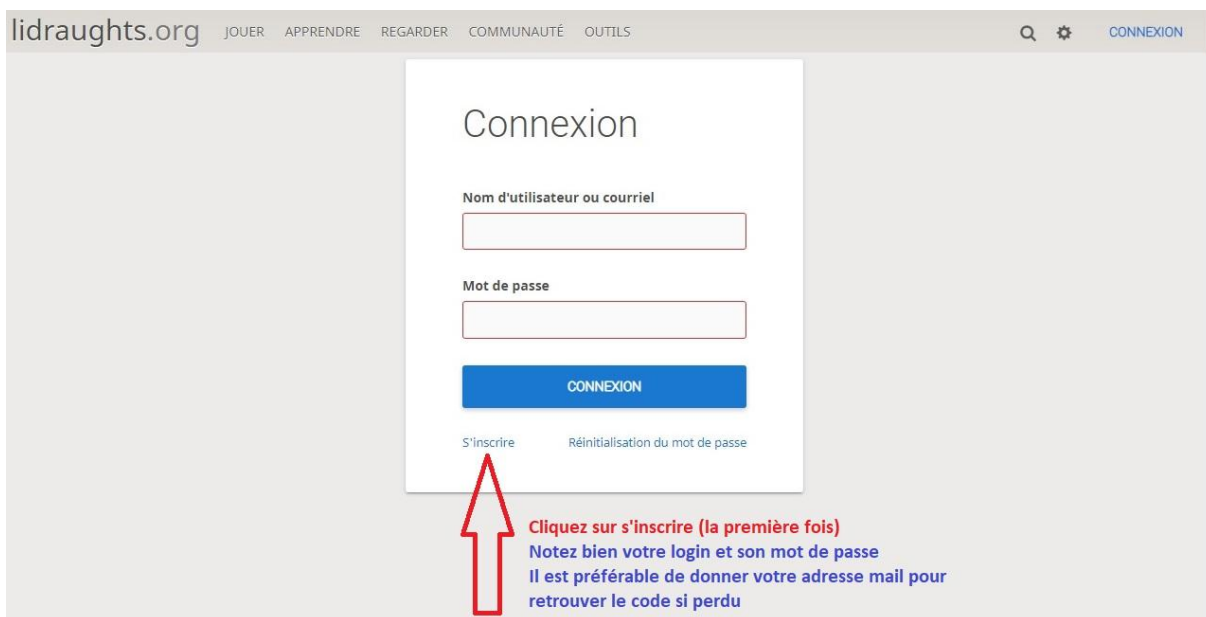 lidraughts.org JOUER APPRENDRE REGARDER COMMUNAUTÉ OUTILS CONNEXION
Connexion
Nom d'utilisateur ou courriel
Mot de passe
CONNEXION
S'inscrire Réinitialisation du mot de passe
Cliquez sur s'inscrire (la première fois)
Notez bien votre login et son mot de passe
Il est préférable de donner votre adresse mail pour
retrouver le code si perdu